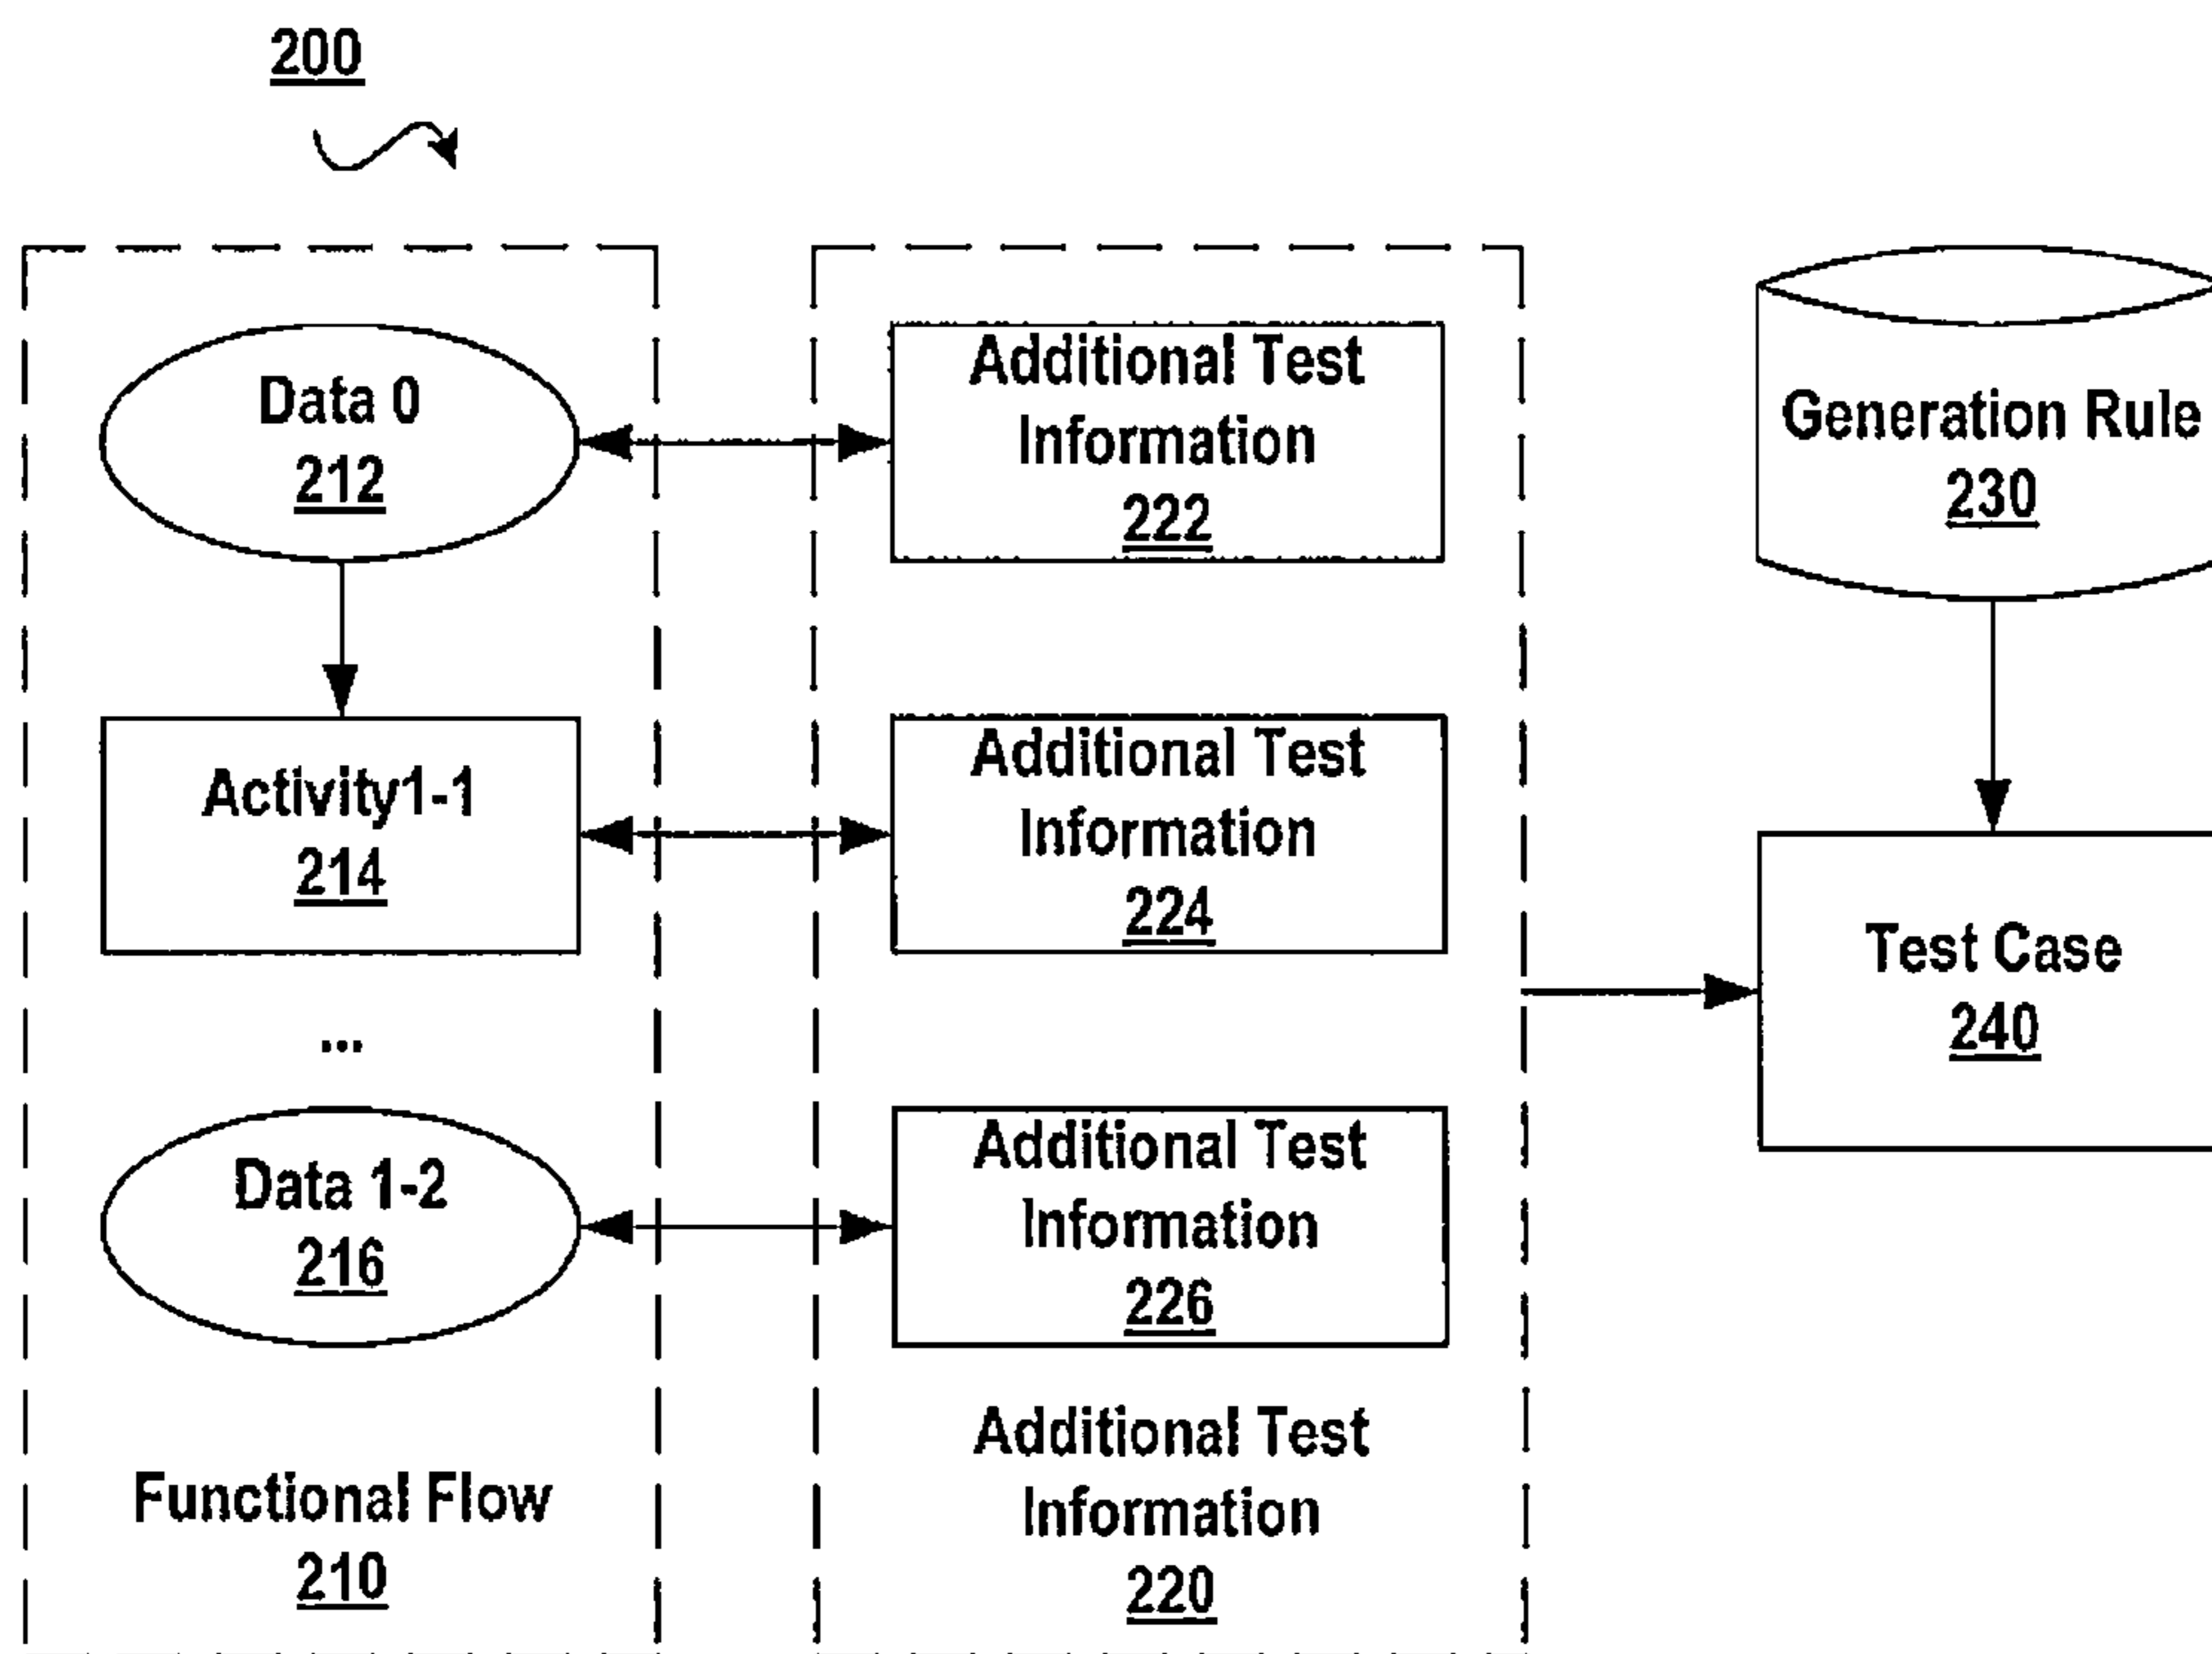 200
Data 0
212
Activity1-1
214
...
Data 1-2
216
Functional Flow
210
Additional Test
Information
222
Additional Test
Information
224
Additional Test
Information
226
Additional Test
Information
220
Generation Rule
230
Test Case
240